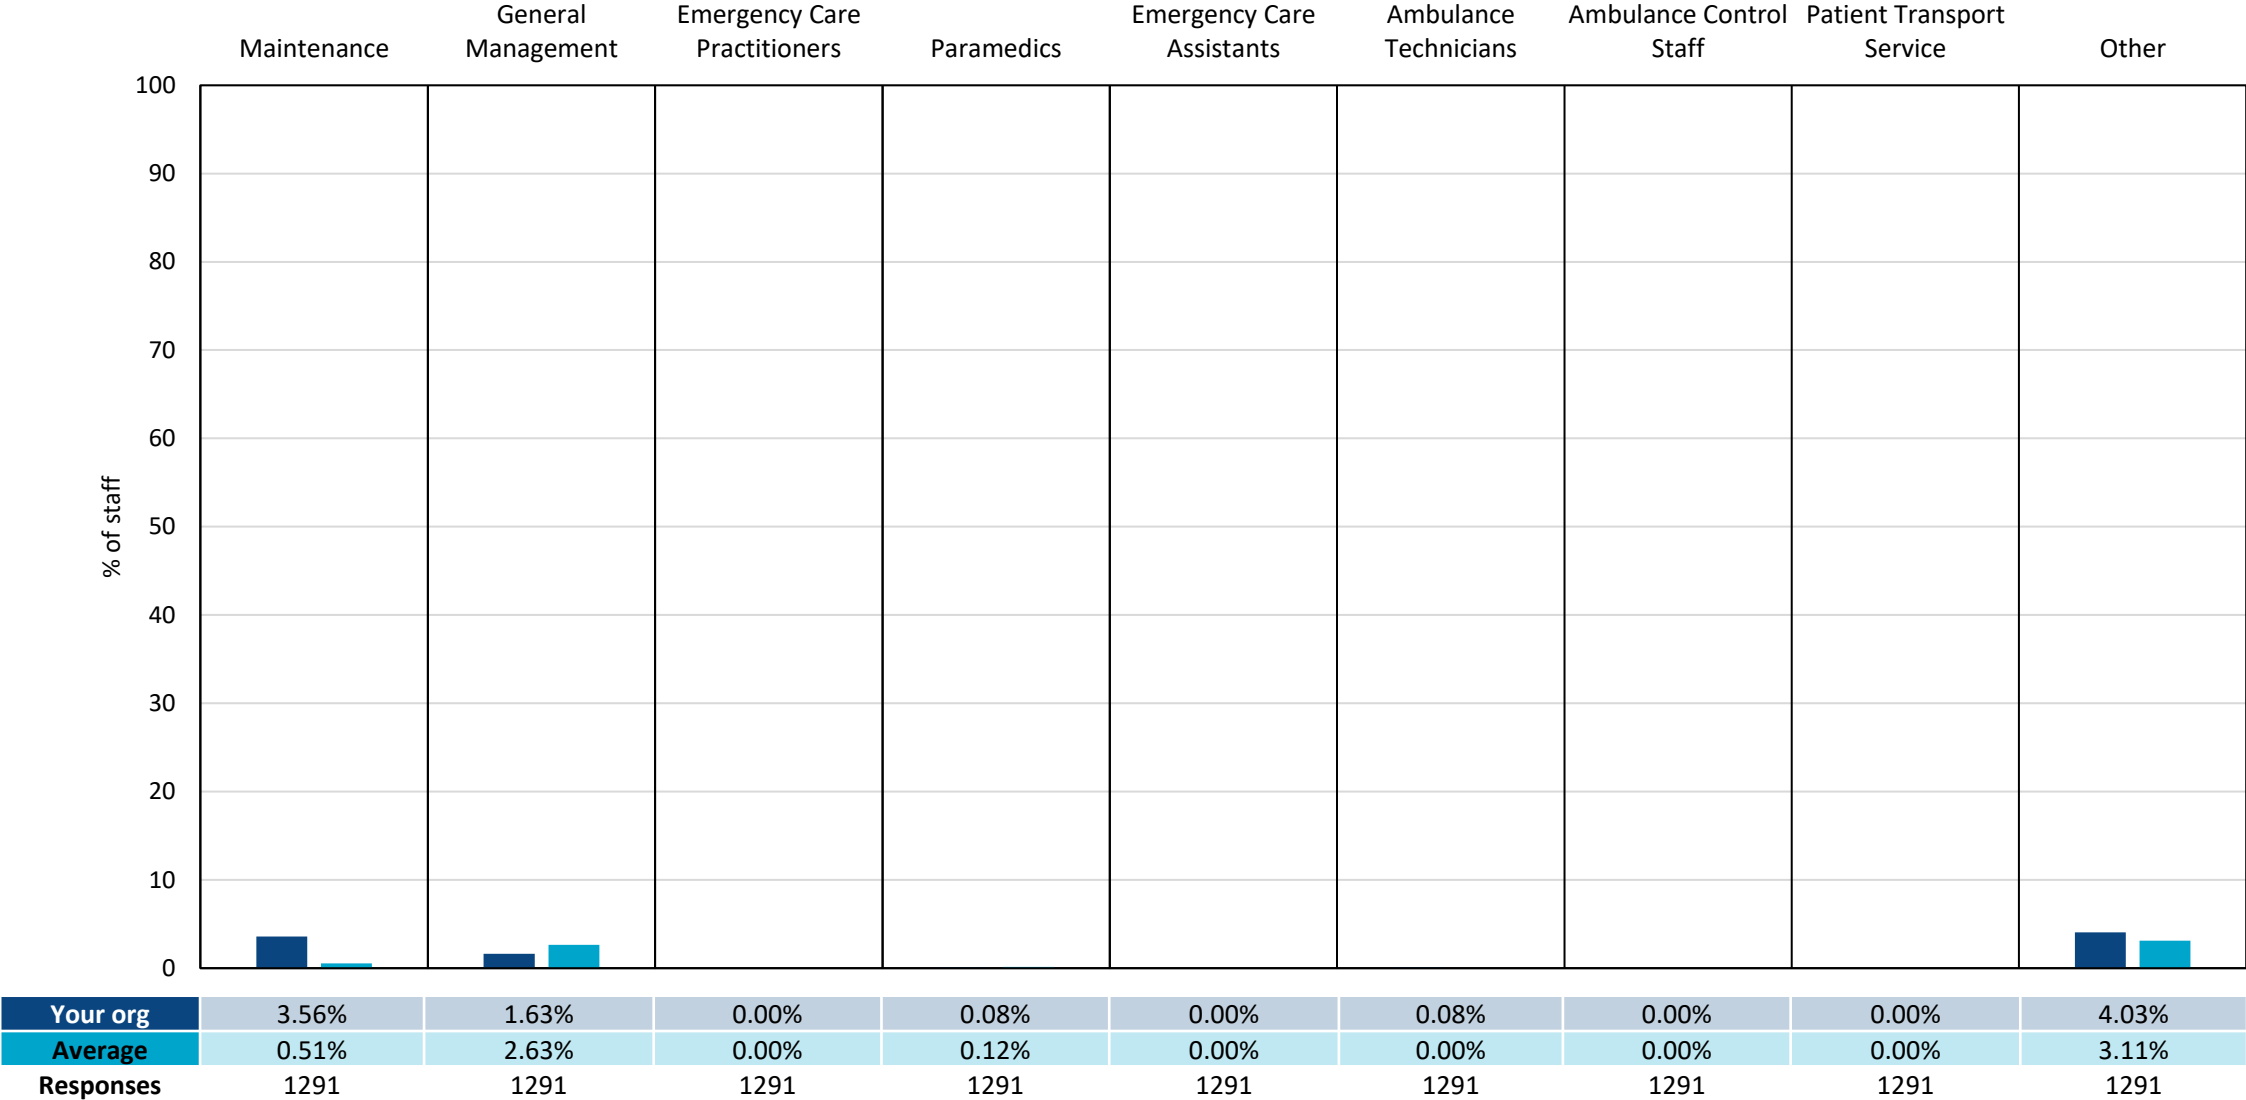 Maintenance
General
Management
Emergency Care
Practitioners
Paramedics
Emergency Care
Assistants
Ambulance
Technicians
Ambulance Control
Staff
Patient Transport
Service
Other
% of staff
100
90
80
70
60
50
40
30
20
10
0
Your org 3.56% 1.63% 0.00% 0.08% 0.00% 0.08% 0.00% 0.00% 4.03%
Average 0.51% 2.63% 0.00% 0.12% 0.00% 0.00% 0.00% 0.00% 3.11%
Responses 1291 1291 1291 1291 1291 1291 1291 1291 1291